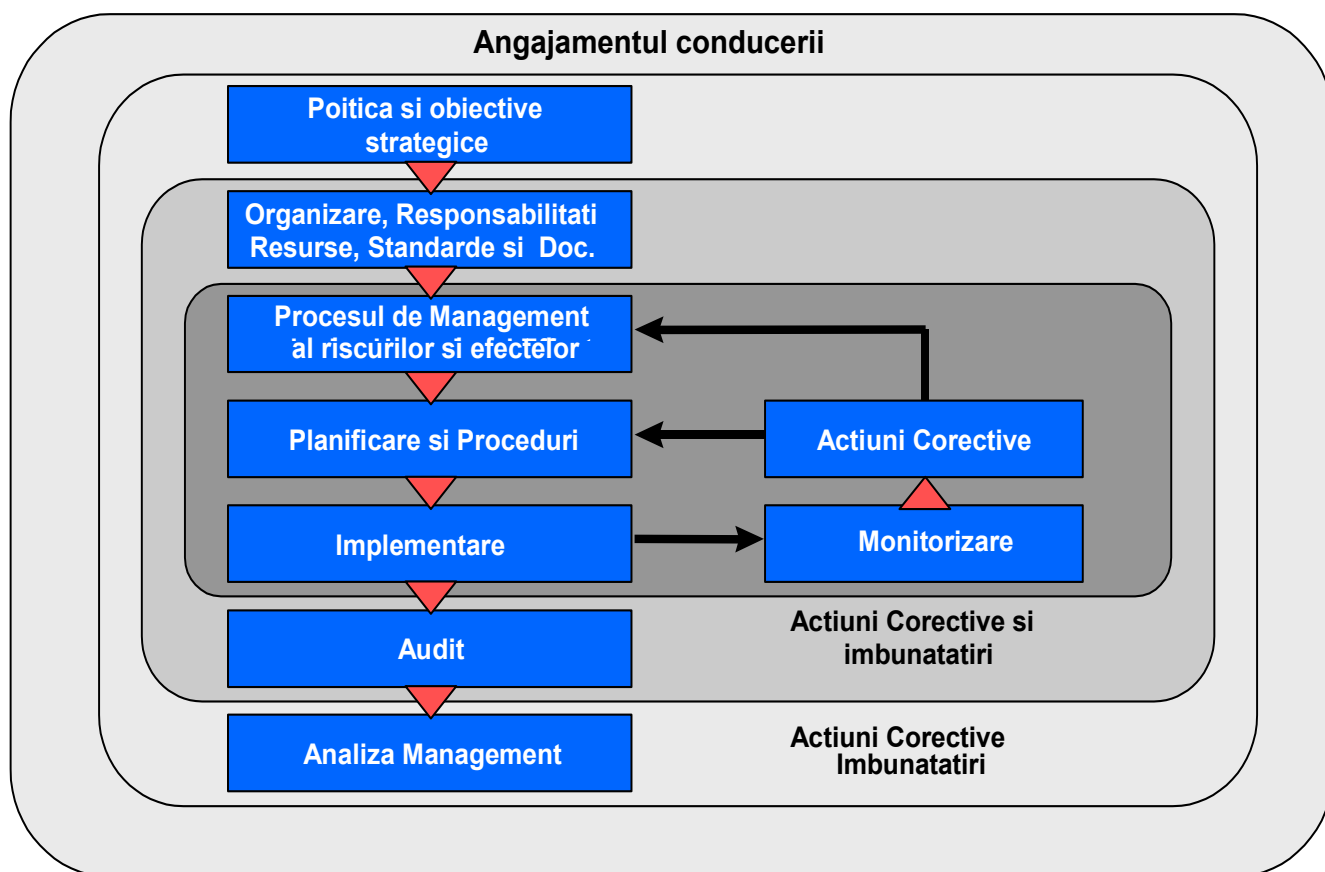 Angajamentul conducerii
Poitica si obiective
strategice
Organizare, Responsabilitati
Resurse, Standarde si Doc.
Procesul de Management
al riscurilor si efectelor
Planificare si Proceduri
Actiuni Corective
Implementare
Monitorizare
Actiuni Corective si
imbunatatiri
Audit
Analiza Management
Actiuni Corective
Imbunatatiri